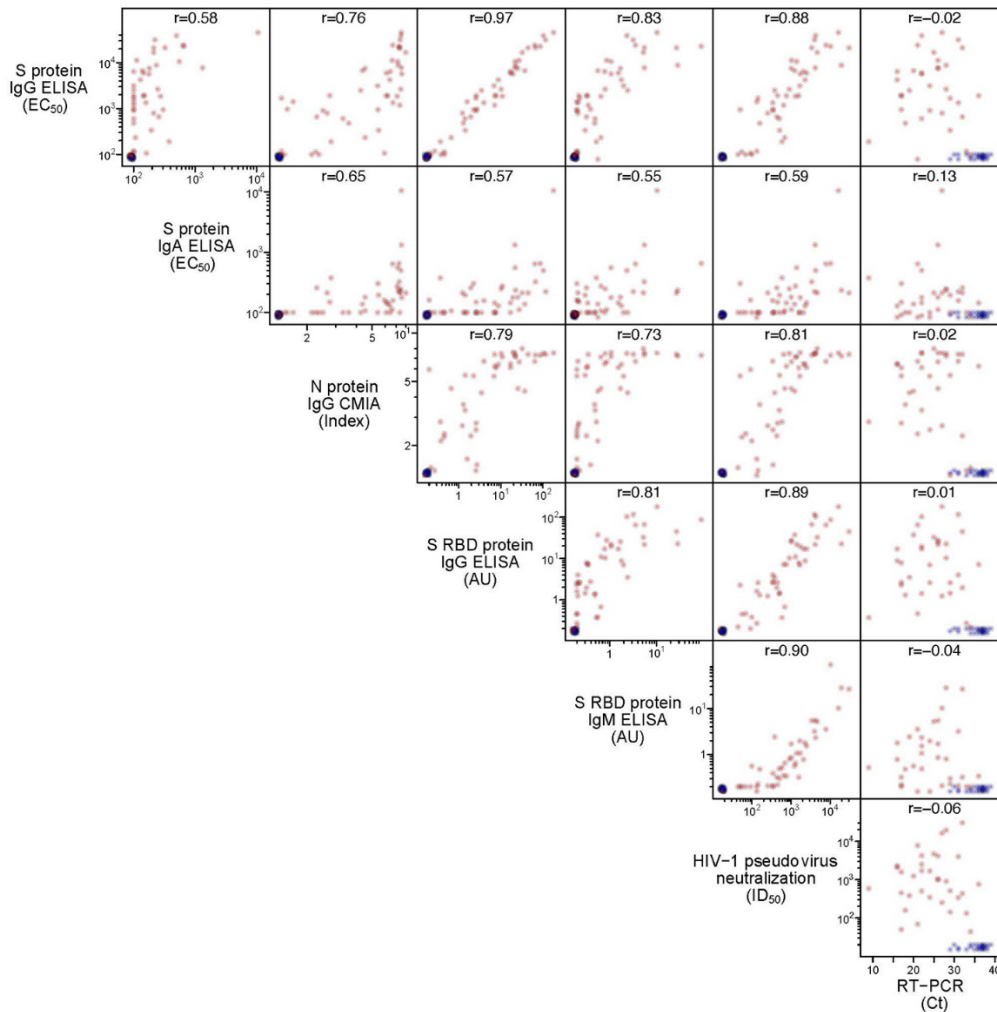 r=0.58 r=0.76 r=0.97 r=0.83 r=0.88 r=−0.02
S protein
IgG ELISA
(EC₅₀)
10⁴
10³
10²
10² 10³ 10⁴
r=0.65 r=0.57 r=0.55 r=0.59 r=0.13
S protein
IgA ELISA
(EC₅₀)
10⁴
10³
10²
2 5 10¹
r=0.79 r=0.73 r=0.81 r=0.02
N protein
IgG CMIA
(Index)
5
2
1 10¹ 10²
r=0.81 r=0.89 r=0.01
S RBD protein
IgG ELISA
(AU)
10²
10¹
1
1 10¹
r=0.90 r=−0.04
S RBD protein
IgM ELISA
(AU)
10¹
1
10² 10³ 10⁴
r=−0.06
HIV−1 pseudovirus
neutralization
(ID₅₀)
10⁴
10³
10²
10 20 30 40
RT−PCR
(Ct)